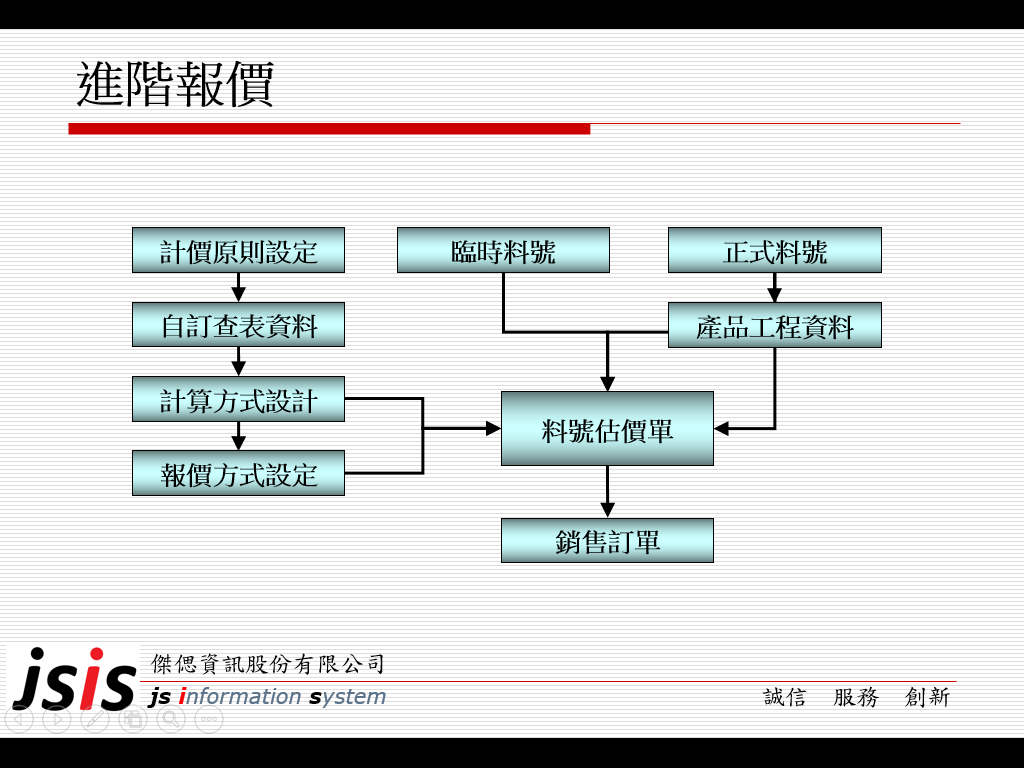 進階報價
計價原則設定
臨時料號
正式料號
自訂查表資料
產品工程資料
計算方式設計
料號估價單
報價方式設定
銷售訂單
jsis
傑偲資訊股份有限公司
js information system
誠信 服務 創新